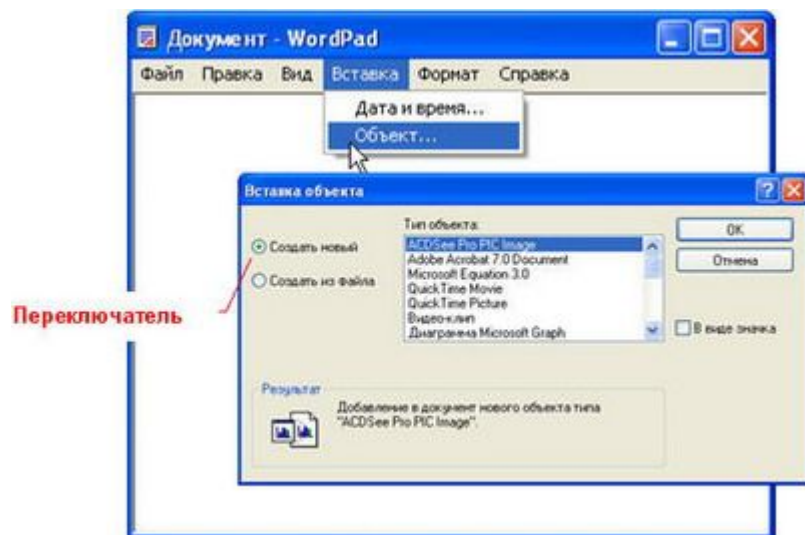 Документ - WordPad
Файл Правка Вид Вставка Формат Справка
Дата и время...
Объект...
Вставка объекта
Тип объекта:
Создать новый
Создать из файла
ACDSee Pro PIC Image
Adobe Acrobat 7.0 Document
Microsoft Equation 3.0
QuickTime Movie
QuickTime Picture
Видео-клип
Диаграмма Microsoft Graph
OK
Отмена
В виде значка
Переключатель
Результат
Добавление в документ нового объекта типа
"ACDSee Pro PIC Image".